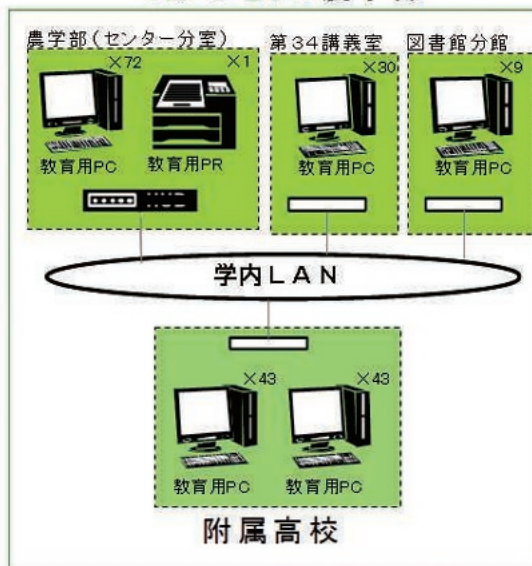 農学部(センター分室)
×72
×1
教育用PC
教育用PR
第34講義室
×30
教育用PC
図書館分館
×9
教育用PC
学内LAN
×43
×43
教育用PC
教育用PC
附属高校